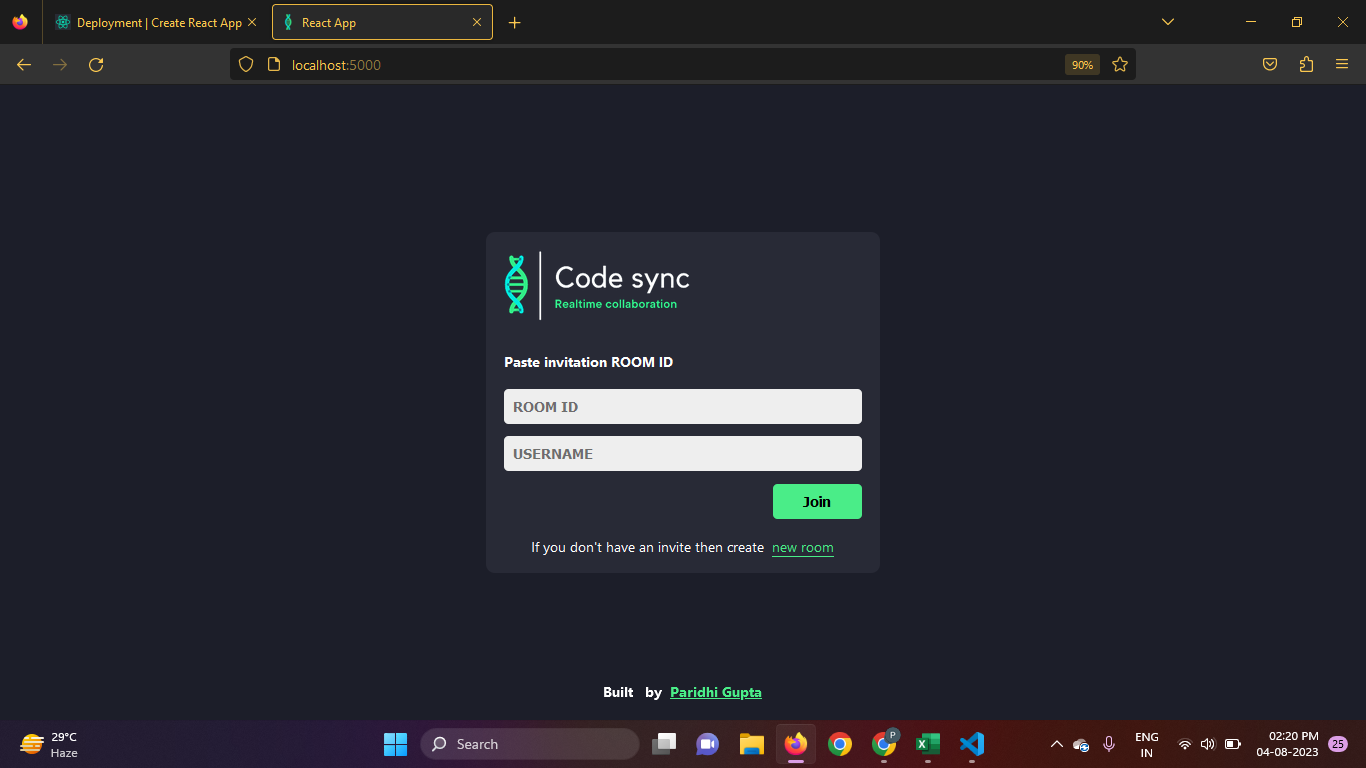 Deployment | Create React App
React App
localhost:5000
90%
Code sync
Realtime collaboration
Paste invitation ROOM ID
ROOM ID
USERNAME
Join
If you don't have an invite then create new room
Built by Paridhi Gupta
29°C
Haze
Search
P
ENG
IN
02:20 PM
04-08-2023
25